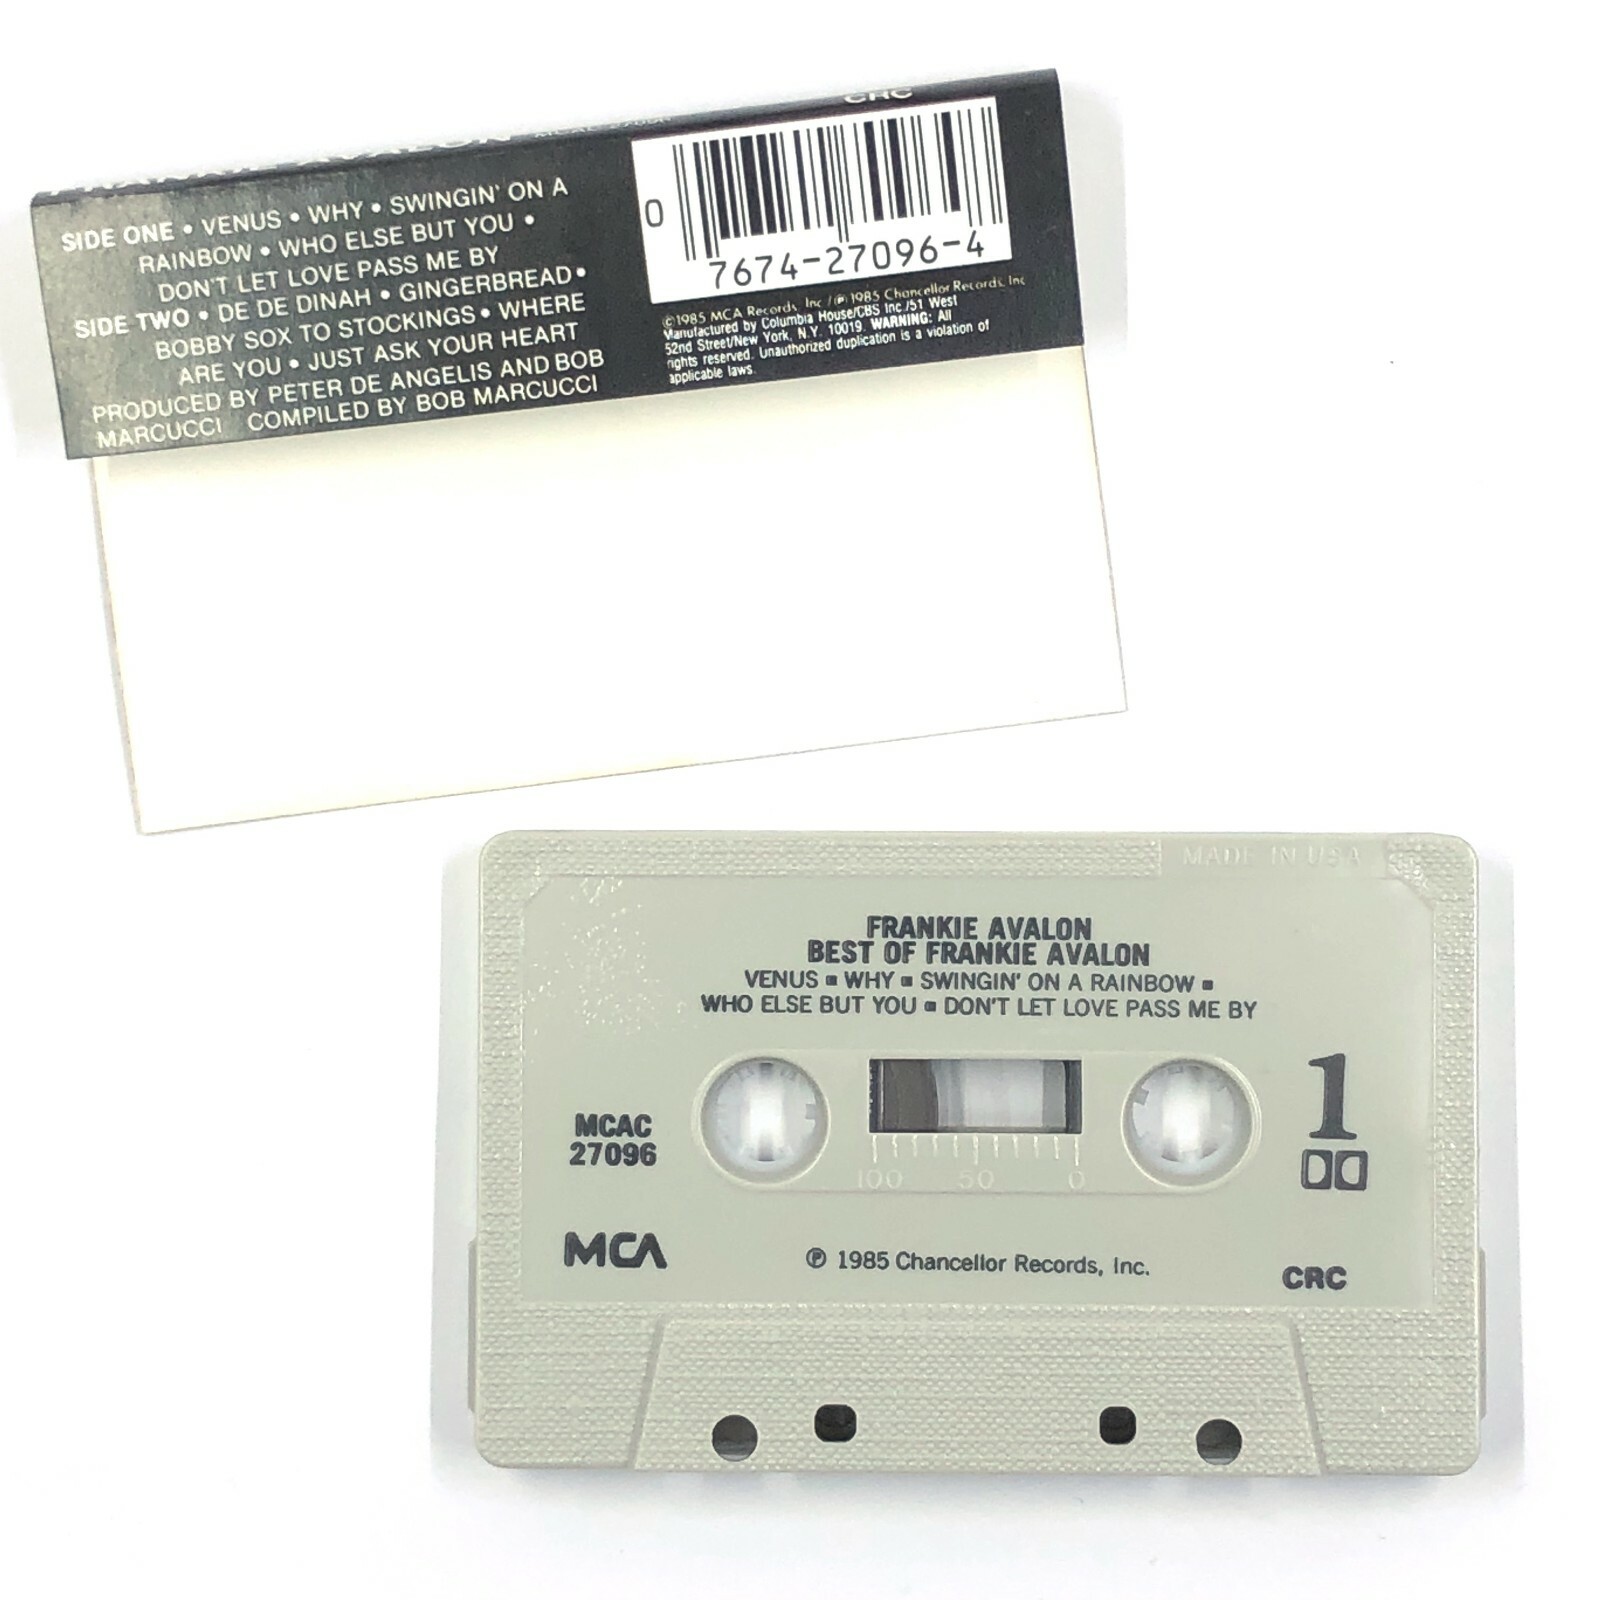 FRANKIE AVALON
CRC
SIDE ONE • VENUS • WHY • SWINGIN' ON A
RAINBOW • WHO ELSE BUT YOU •
DON'T LET LOVE PASS ME BY
SIDE TWO • DE DE DINAH • GINGERBREAD •
BOBBY SOX TO STOCKINGS • WHERE
ARE YOU • JUST ASK YOUR HEART
PRODUCED BY PETER DE ANGELIS AND BOB
MARCUCCI COMPILED BY BOB MARCUCCI
0
7674-27096-4
©1985 MCA Records, Inc./℗1985 Chancellor Records, Inc
Manufactured by Columbia House/CBS Inc./51 West
52nd Street/New York, N.Y. 10019. WARNING: All
rights reserved. Unauthorized duplication is a violation of
applicable laws.
MADE IN USA
FRANKIE AVALON
BEST OF FRANKIE AVALON
VENUS ▪ WHY ▪ SWINGIN' ON A RAINBOW ▪
WHO ELSE BUT YOU ▪ DON'T LET LOVE PASS ME BY
MCAC
27096
1
100 50 0
MCA
℗ 1985 Chancellor Records, Inc.
CRC